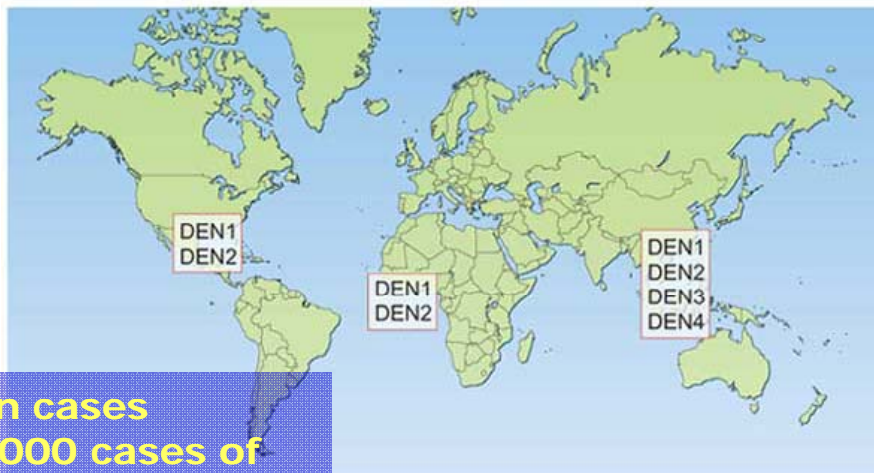 DEN1
DEN2
DEN1
DEN2
DEN1
DEN2
DEN3
DEN4
cases
000 cases of